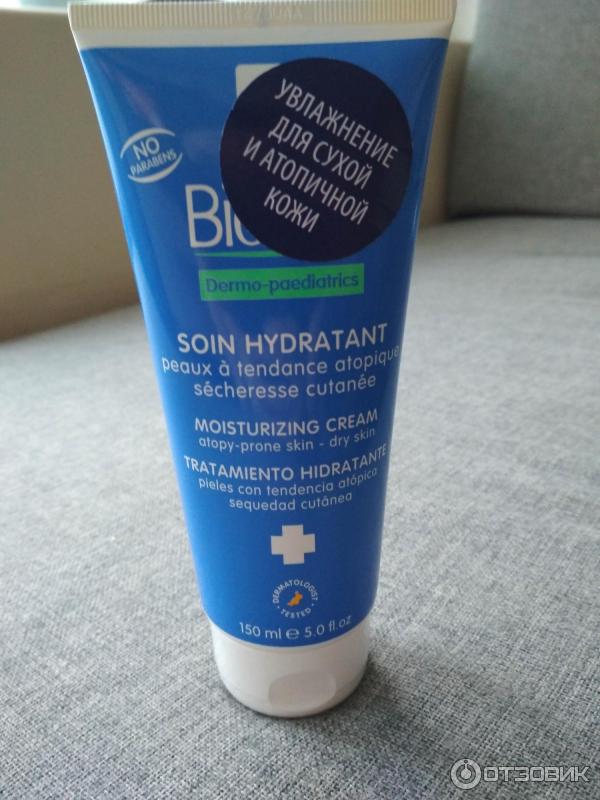 УВЛАЖНЕНИЕ
ДЛЯ СУХОЙ
И АТОПИЧНОЙ
КОЖИ
NO
PARABENS
Dermo-paediatrics
SOIN HYDRATANT
peaux à tendance atopique
sécheresse cutanée
MOISTURIZING CREAM
atopy-prone skin - dry skin
TRATAMIENTO HIDRATANTE
pieles con tendencia atópica
sequedad cutánea
DERMATOLOGIST
TESTED
150 ml e 5.0 fl.oz
ОТЗОВИК